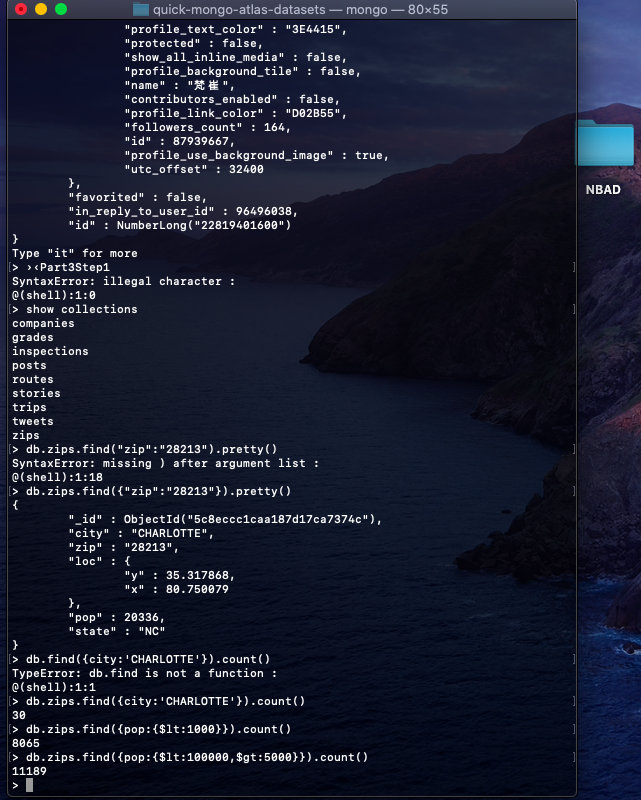 quick-mongo-atlas-datasets — mongo — 80×55
"profile_text_color" : "3E4415",
"protected" : false,
"show_all_inline_media" : false,
"profile_background_tile" : false,
"name" : "梵崔",
"contributors_enabled" : false,
"profile_link_color" : "D02B55",
"followers_count" : 164,
"id" : 87939667,
"profile_use_background_image" : true,
"utc_offset" : 32400
},
"favorited" : false,
"in_reply_to_user_id" : 96496038,
"id" : NumberLong("22819401600")
}
Type "it" for more
[> ›‹Part3Step1 ]
SyntaxError: illegal character :
@(shell):1:0
[> show collections ]
companies
grades
inspections
posts
routes
stories
trips
tweets
zips
[> db.zips.find("zip":"28213").pretty() ]
SyntaxError: missing ) after argument list :
@(shell):1:18
[> db.zips.find({"zip":"28213"}).pretty() ]
{
"_id" : ObjectId("5c8eccc1caa187d17ca7374c"),
"city" : "CHARLOTTE",
"zip" : "28213",
"loc" : {
"y" : 35.317868,
"x" : 80.750079
},
"pop" : 20336,
"state" : "NC"
}
[> db.find({city:'CHARLOTTE'}).count() ]
TypeError: db.find is not a function :
@(shell):1:1
[> db.zips.find({city:'CHARLOTTE'}).count() ]
30
[> db.zips.find({pop:{$lt:1000}}).count() ]
8065
[> db.zips.find({pop:{$lt:100000,$gt:5000}}).count() ]
11189
>
NBAD